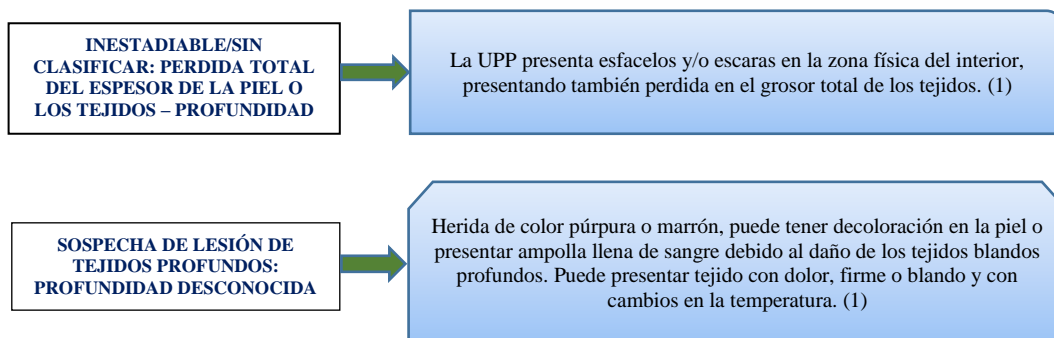 INESTADIABLE/SIN
CLASIFICAR: PERDIDA TOTAL
DEL ESPESOR DE LA PIEL O
LOS TEJIDOS – PROFUNDIDAD
La UPP presenta esfacelos y/o escaras en la zona física del interior,
presentando también perdida en el grosor total de los tejidos. (1)
SOSPECHA DE LESIÓN DE
TEJIDOS PROFUNDOS:
PROFUNDIDAD DESCONOCIDA
Herida de color púrpura o marrón, puede tener decoloración en la piel o
presentar ampolla llena de sangre debido al daño de los tejidos blandos
profundos. Puede presentar tejido con dolor, firme o blando y con
cambios en la temperatura. (1)